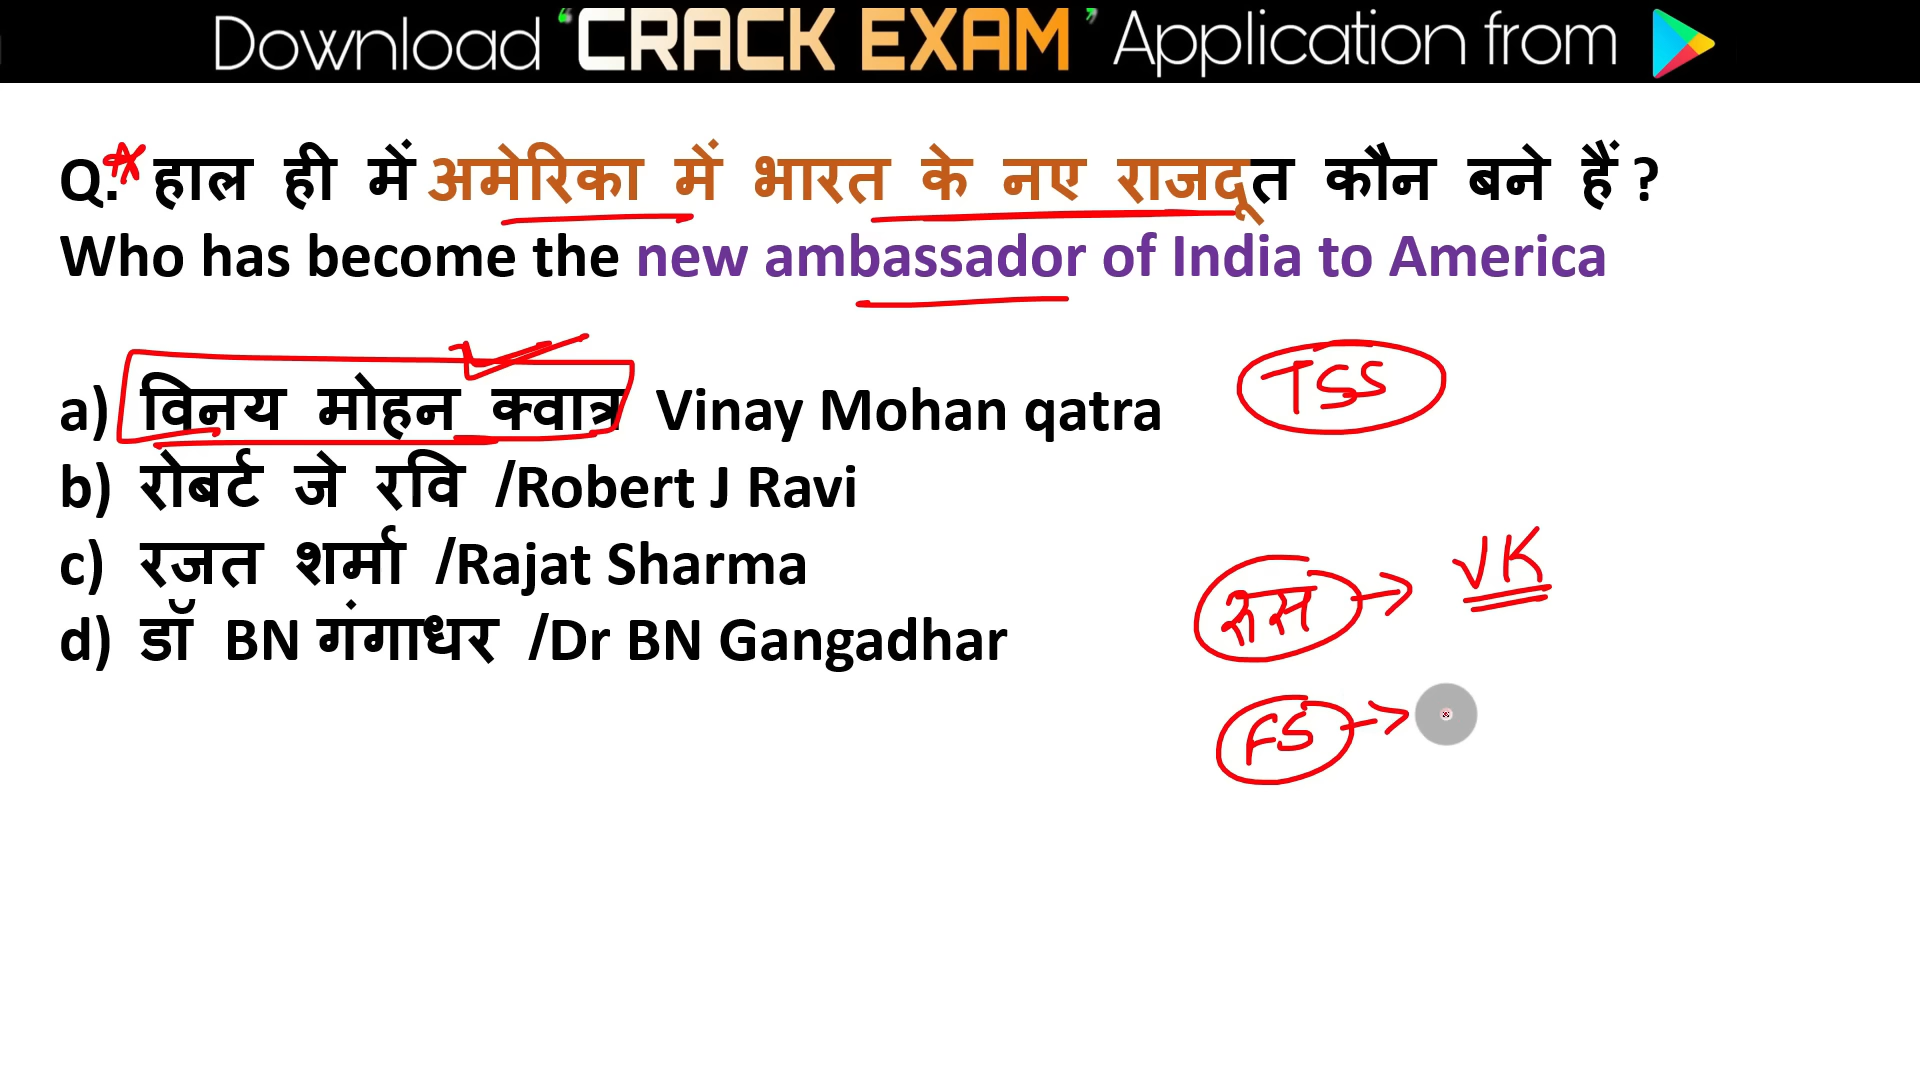 Download ‘CRACK EXAM’ Application from
Q. हाल ही में अमेरिका में भारत के नए राजदूत कौन बने हैं ?
Who has become the new ambassador of India to America
a) विनय मोहन क्वात्रा Vinay Mohan qatra
TSS
b) रोबर्ट जे रवि /Robert J Ravi
c) रजत शर्मा /Rajat Sharma
VK
d) डॉ BN गंगाधर /Dr BN Gangadhar
FS